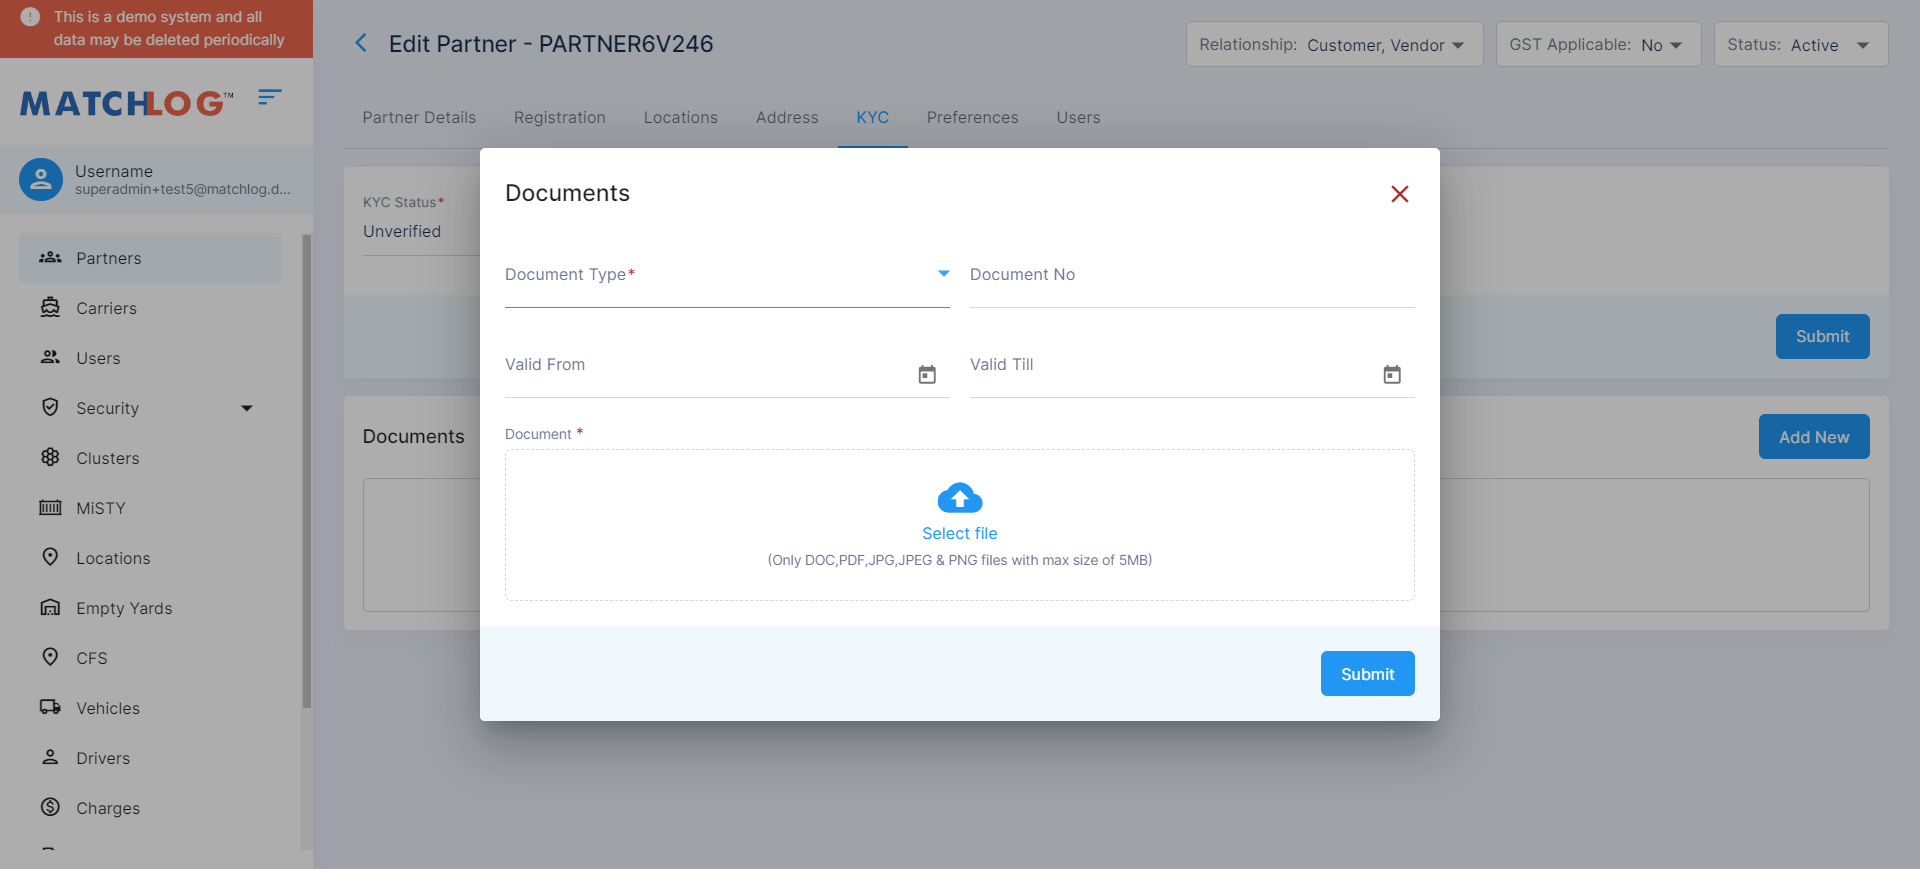 This is a demo system and all
data may be deleted periodically
MATCHLOG™
Username
superadmin+test5@matchlog.d...
Partners
Carriers
Users
Security
Clusters
MiSTY
Locations
Empty Yards
CFS
Vehicles
Drivers
Charges
Edit Partner - PARTNER6V246
Relationship: Customer, Vendor
GST Applicable: No
Status: Active
Partner Details
Registration
Locations
Address
KYC
Preferences
Users
KYC Status*
Unverified
Submit
Documents
Add New
Documents
Document Type*
Document No
Valid From
Valid Till
Document *
Select file
(Only DOC,PDF,JPG,JPEG & PNG files with max size of 5MB)
Submit